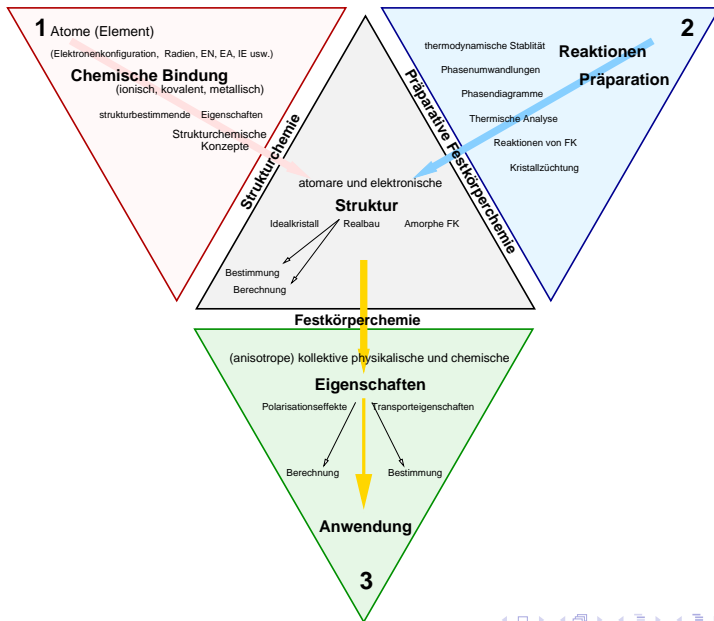 1 Atome (Element)
(Elektronenkonfiguration, Radien, EN, EA, IE usw.)
Chemische Bindung
(ionisch, kovalent, metallisch)
strukturbestimmende Eigenschaften
Strukturchemische
Konzepte
Strukturchemie
2
thermodynamische Stablität
Reaktionen
Phasenumwandlungen
Präparation
Phasendiagramme
Thermische Analyse
Reaktionen von FK
Kristallzüchtung
Präparative Festkörperchemie
atomare und elektronische
Struktur
Idealkristall Realbau Amorphe FK
Bestimmung
Berechnung
Festkörperchemie
(anisotrope) kollektive physikalische und chemische
Eigenschaften
Polarisationseffekte Transporteigenschaften
Berechnung Bestimmung
Anwendung
3